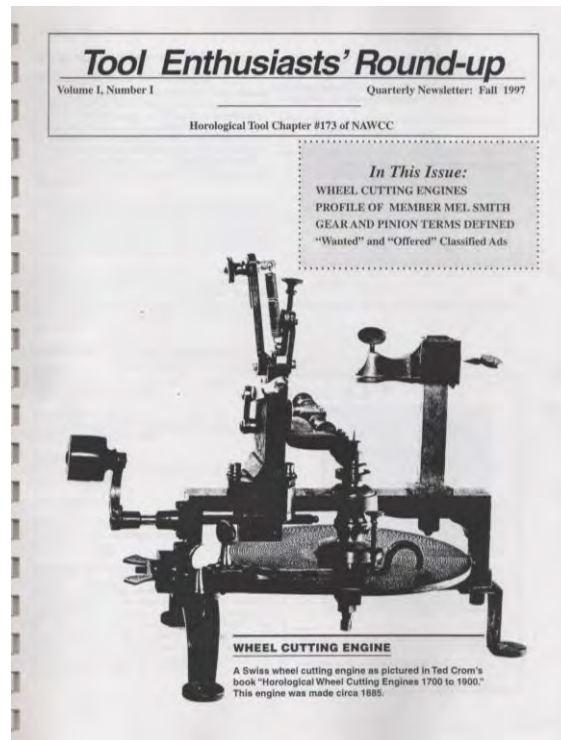 Tool Enthusiasts' Round-up
Volume I, Number I
Quarterly Newsletter: Fall 1997
Horological Tool Chapter #173 of NAWCC
In This Issue:
WHEEL CUTTING ENGINES
PROFILE OF MEMBER MEL SMITH
GEAR AND PINION TERMS DEFINED
“Wanted” and “Offered” Classified Ads
WHEEL CUTTING ENGINE
A Swiss wheel cutting engine as pictured in Ted Crom's
book "Horological Wheel Cutting Engines 1700 to 1900."
This engine was made circa 1885.